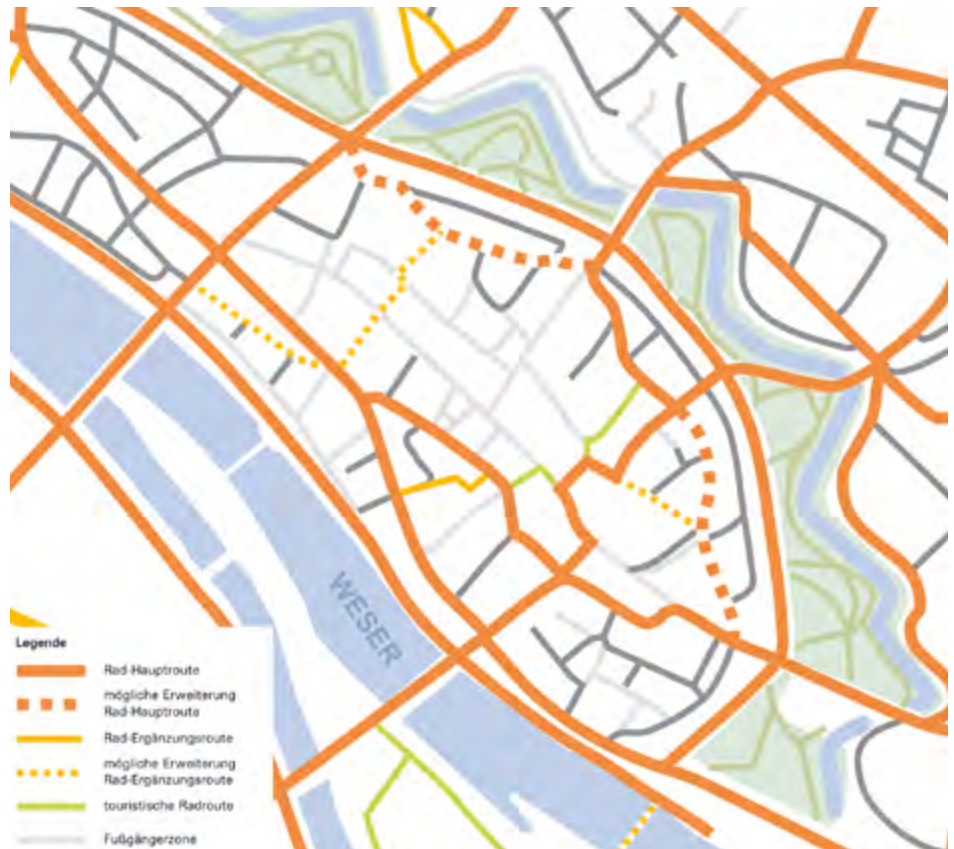 WESER
Legende
Rad-Hauptroute
mögliche Erweiterung
Rad-Hauptroute
Rad-Ergänzungsroute
mögliche Erweiterung
Rad-Ergänzungsroute
touristische Radroute
Fußgängerzone